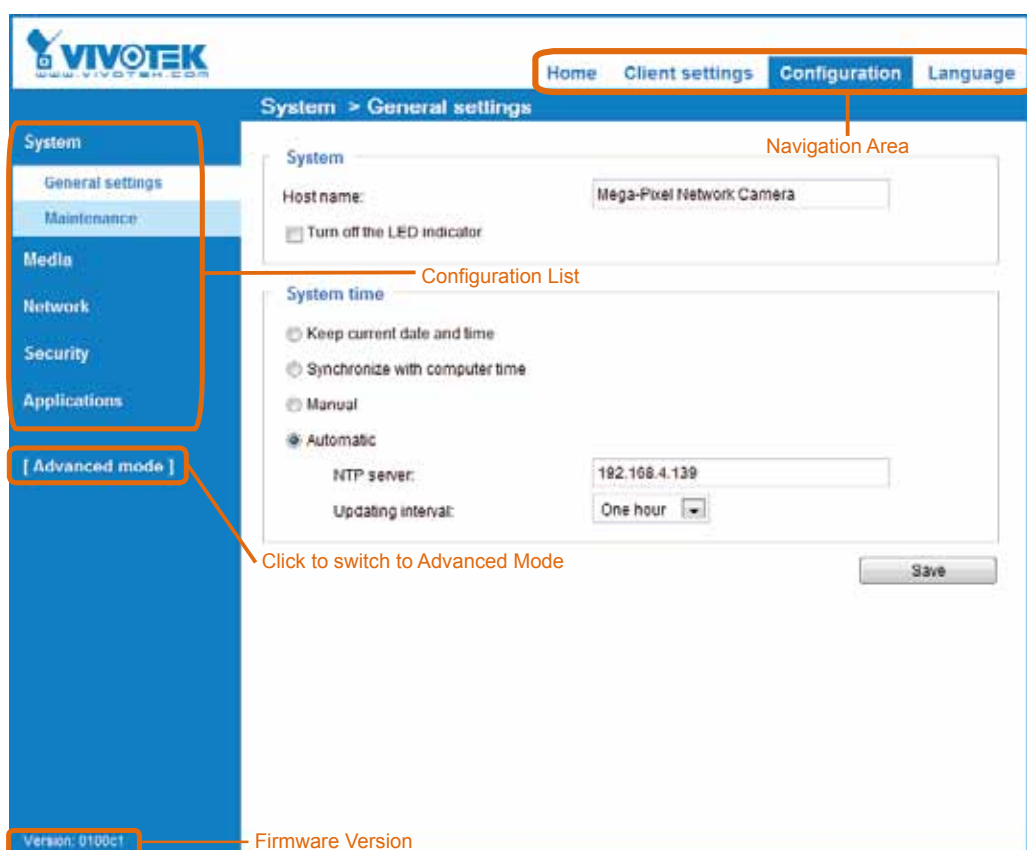 VIVOTEK
www.vivotek.com
Home Client settings Configuration Language
System > General settings
Navigation Area
System
General settings
Maintenance
Media
Network
Security
Applications
[ Advanced mode ]
System
Host name: Mega-Pixel Network Camera
Turn off the LED indicator
Configuration List
System time
Keep current date and time
Synchronize with computer time
Manual
Automatic
NTP server: 192.168.4.139
Updating interval: One hour
Click to switch to Advanced Mode
Save
Version: 0100c1
Firmware Version